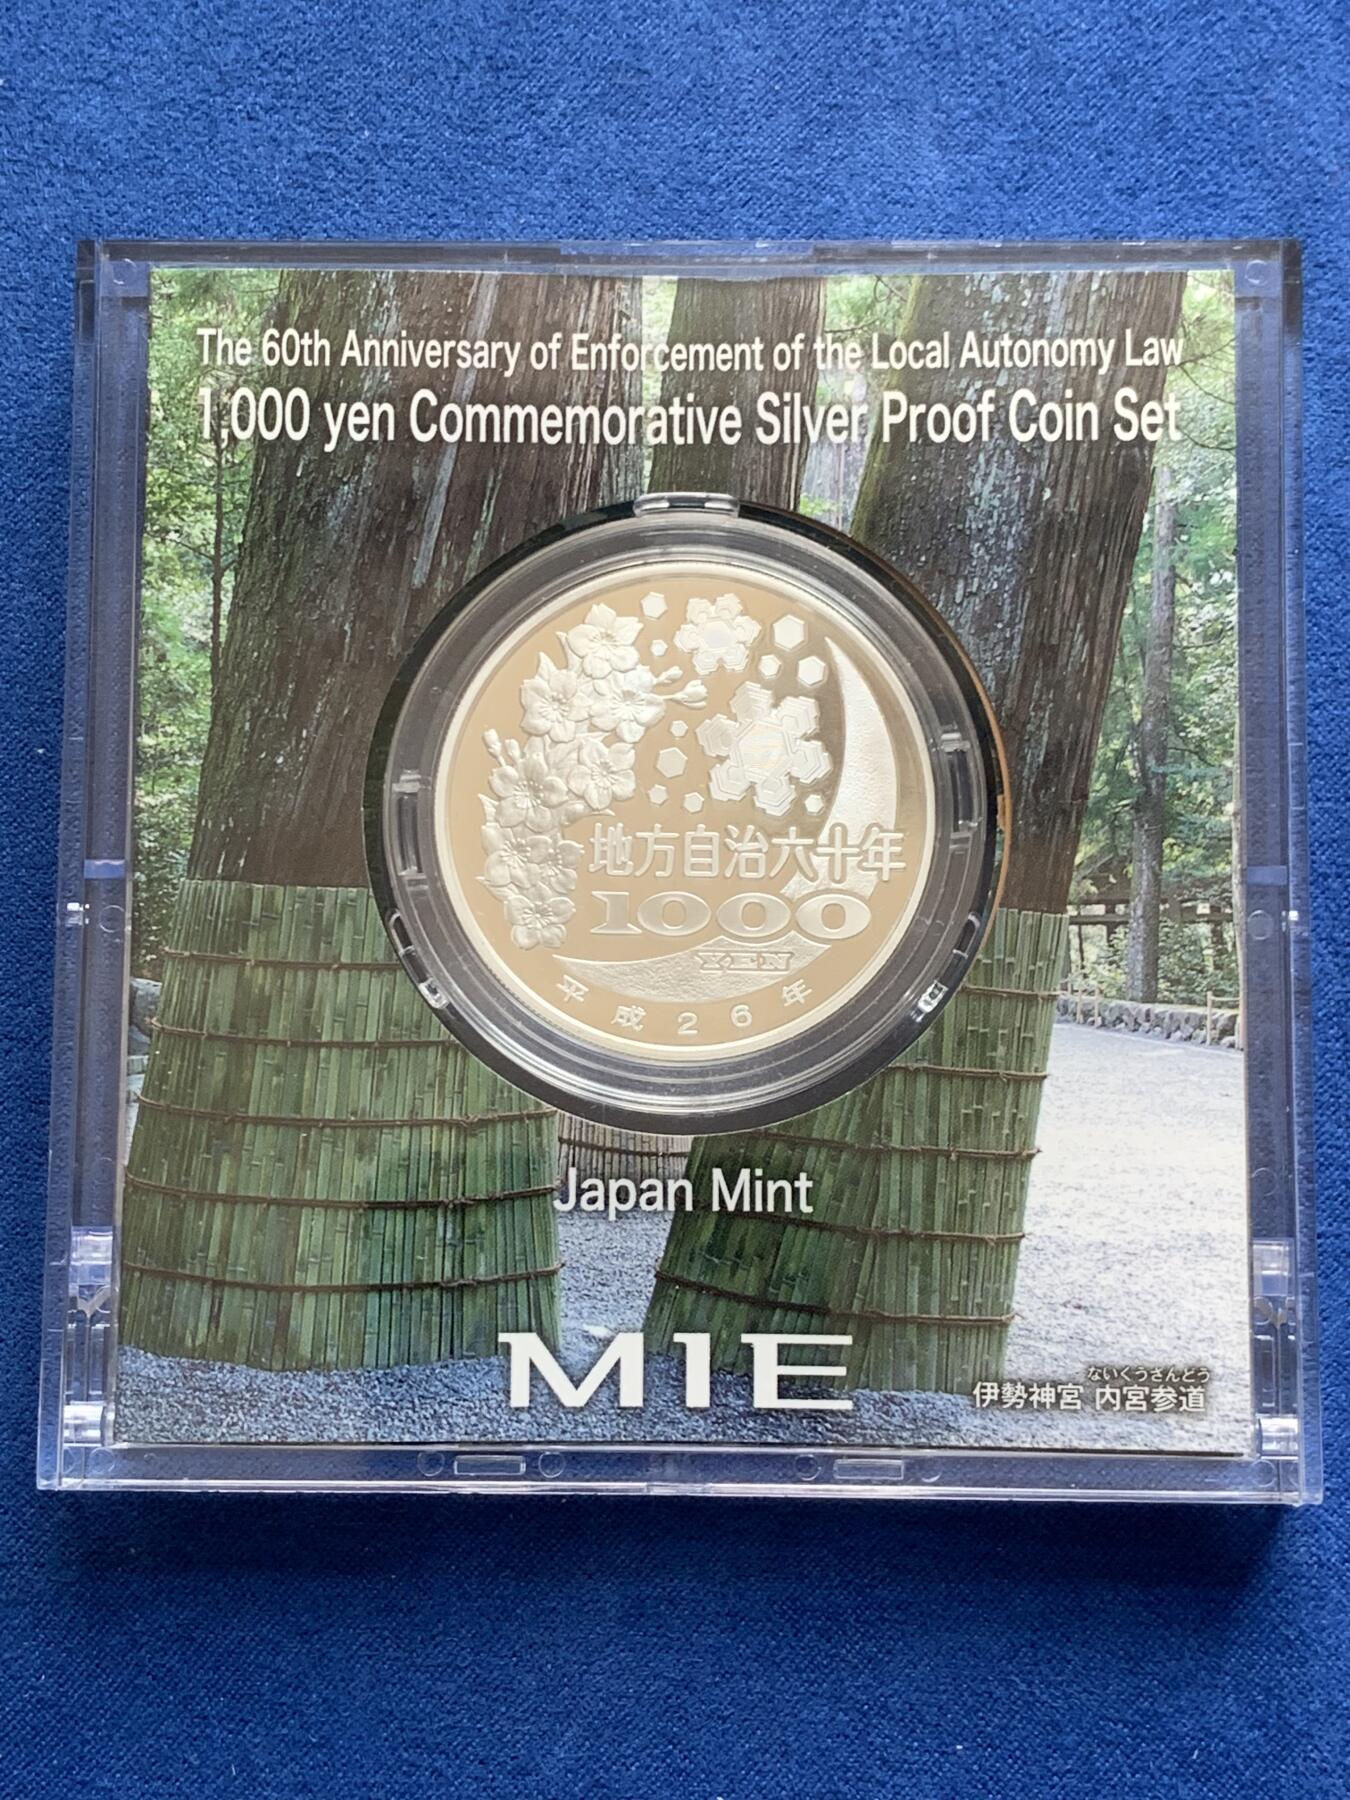 The 60th Anniversary of Enforcement of the Local Autonomy Law
1,000 yen Commemorative Silver Proof Coin Set
地方自治六十年
1000
YEN
平成26年
Japan Mint
MIE
ないくうさんどう
伊勢神宮 内宮参道